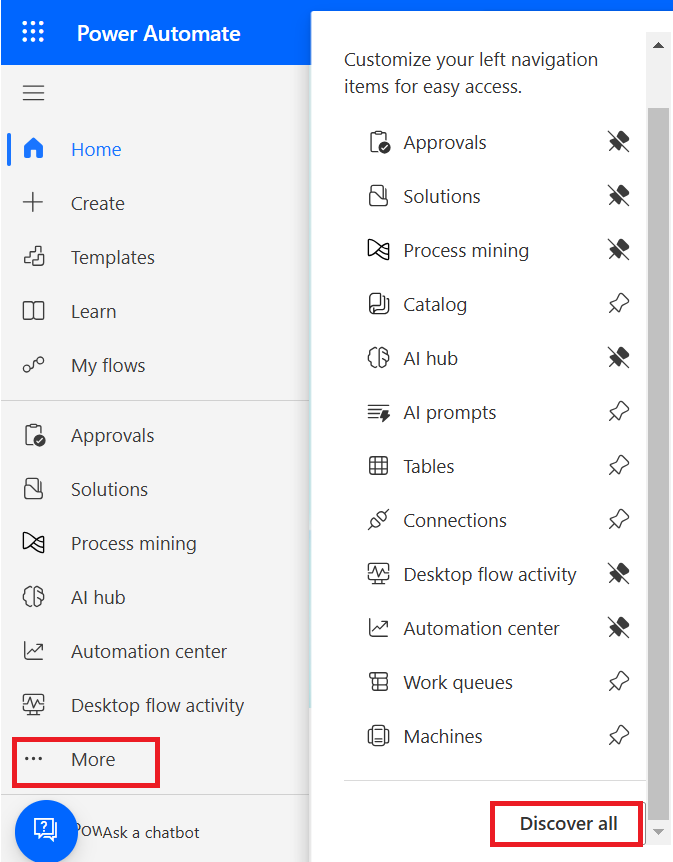 Power Automate
Home
Create
Templates
Learn
My flows
Approvals
Solutions
Process mining
AI hub
Automation center
Desktop flow activity
More
Ask a chatbot
Customize your left navigation
items for easy access.
Approvals
Solutions
Process mining
Catalog
AI hub
AI prompts
Tables
Connections
Desktop flow activity
Automation center
Work queues
Machines
Discover all